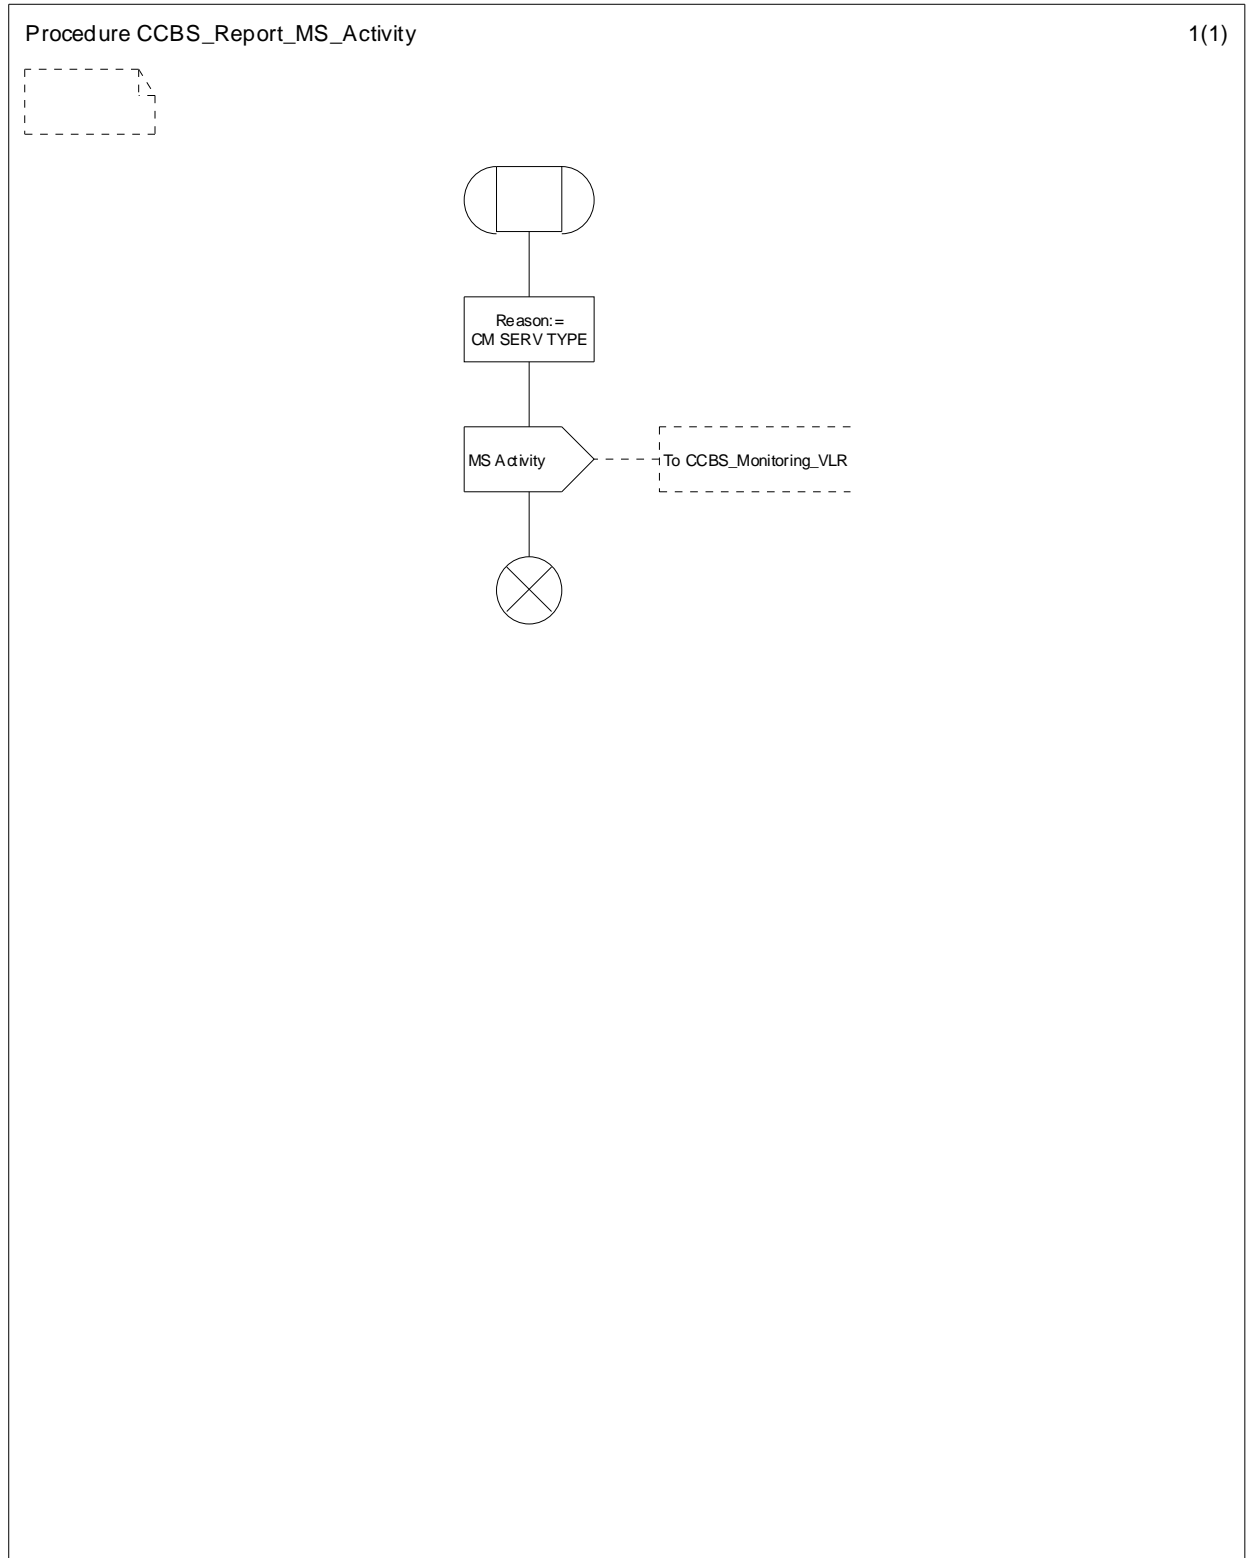 Procedure CCBS_Report_MS_Activity
1(1)
Reason:=
CM SERV TYPE
MS Activity
To CCBS_Monitoring_VLR